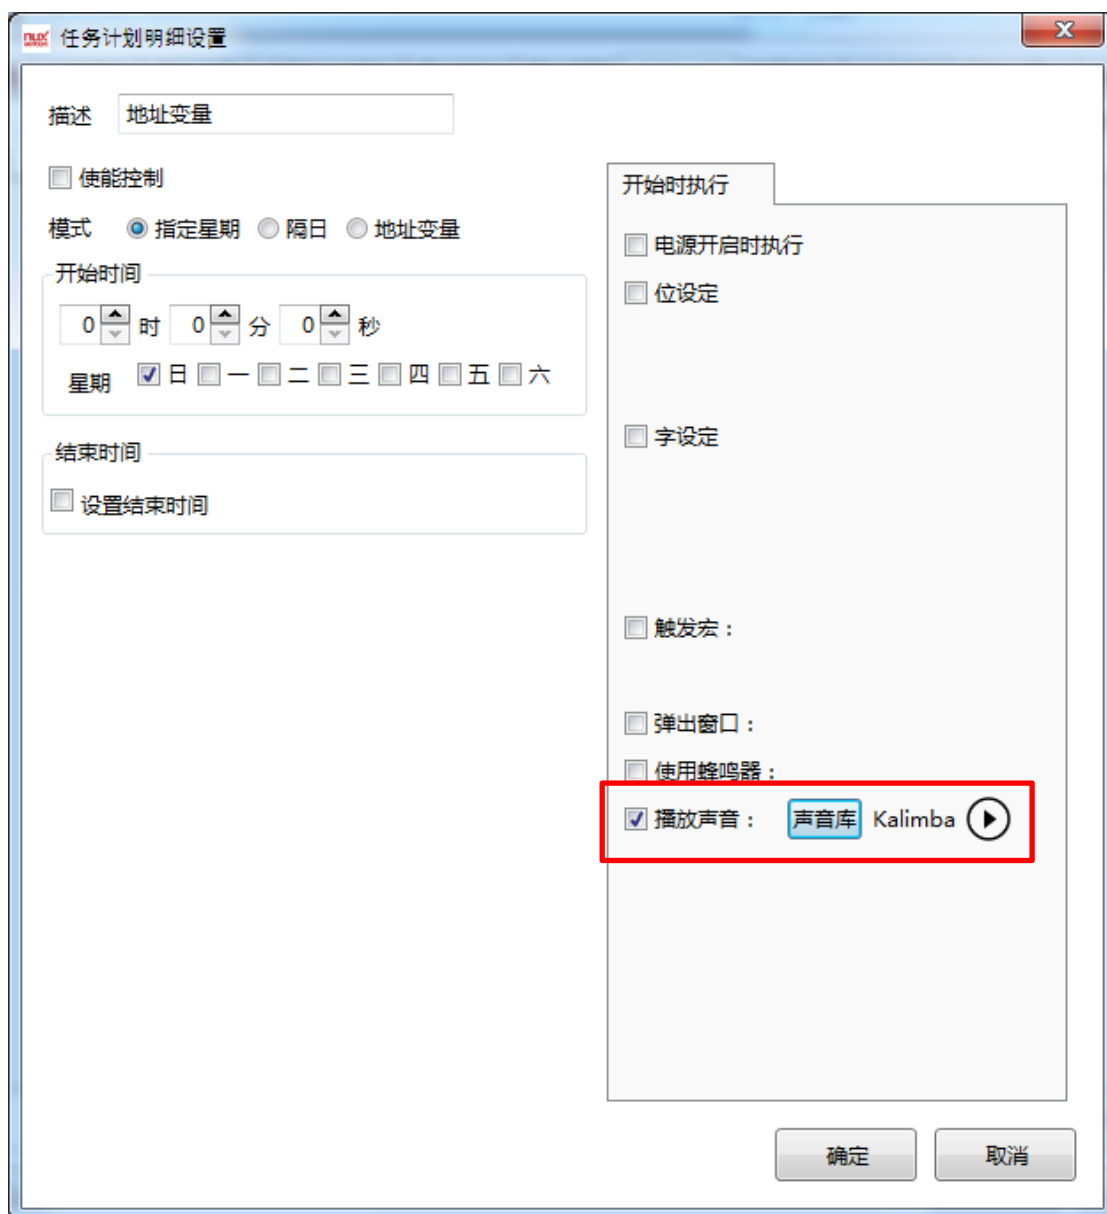 任务计划明细设置
描述 地址变量
使能控制
模式 指定星期 隔日 地址变量
开始时间
0 时 0 分 0 秒
星期 日 一 二 三 四 五 六
结束时间
设置结束时间
开始时执行
电源开启时执行
位设定
字设定
触发宏：
弹出窗口：
使用蜂鸣器：
播放声音： 声音库 Kalimba
确定 取消